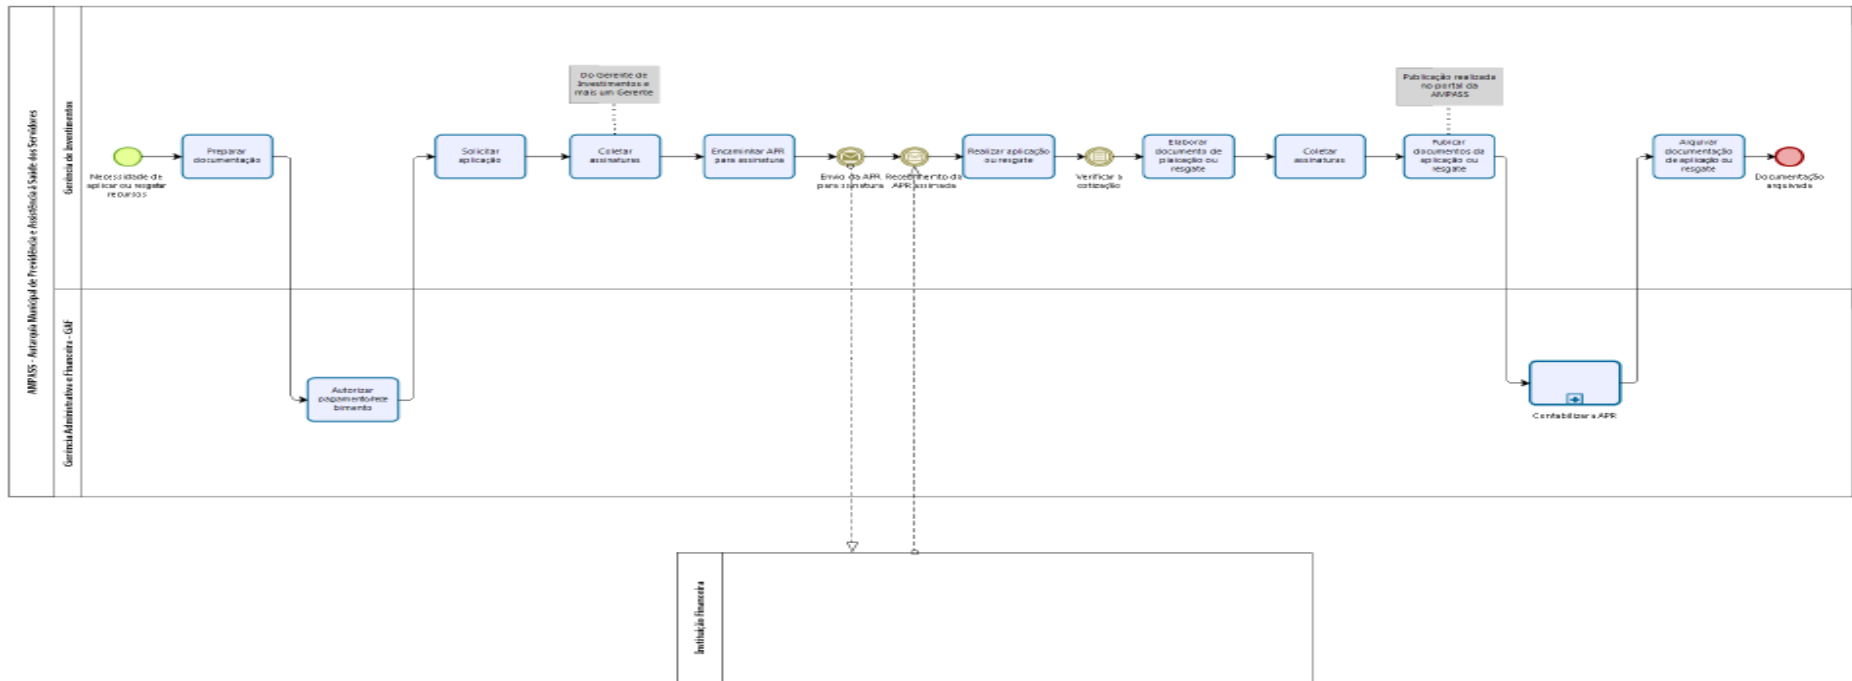 AMPASS - Autarquia Municipal de Previdência e Assistência à Saúde dos Servidores
Gerência de Investimentos
Necessidade de
aplicar ou resgatar
recursos
Preparar
documentação
Solicitar
aplicação
Do Gerente de
Investimentos e
mais um Gerente
Coletar
assinaturas
Encaminhar APR
para assinatura
Envio da APR
para assinatura
Recebimento da
APR assinada
Realizar aplicação
ou resgate
Verificar a
cotização
Elaborar
documento de
resgate
Coletar
assinaturas
Publicação realizada
no portal da
AMPASS
Publicar
documentos da
aplicação ou
resgate
Arquivar
documentação
de aplicação ou
resgate
Documentação
arquivada
Gerência Administrativa e Financeira - GAF
Autorizar
pagamento/rece
bimento
Contabilizar a APR
Instituição Financeira